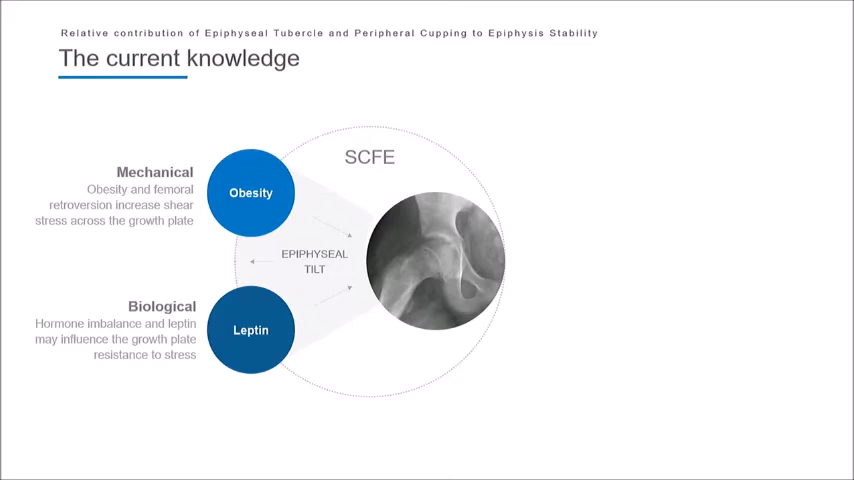 Relative contribution of Epiphyseal Tubercle and Peripheral Cupping to Epiphysis Stability
The current knowledge
SCFE
Mechanical
Obesity and femoral
retroversion increase shear
stress across the growth plate
Obesity
EPIPHYSEAL
TILT
Biological
Hormone imbalance and leptin
may influence the growth plate
resistance to stress
Leptin